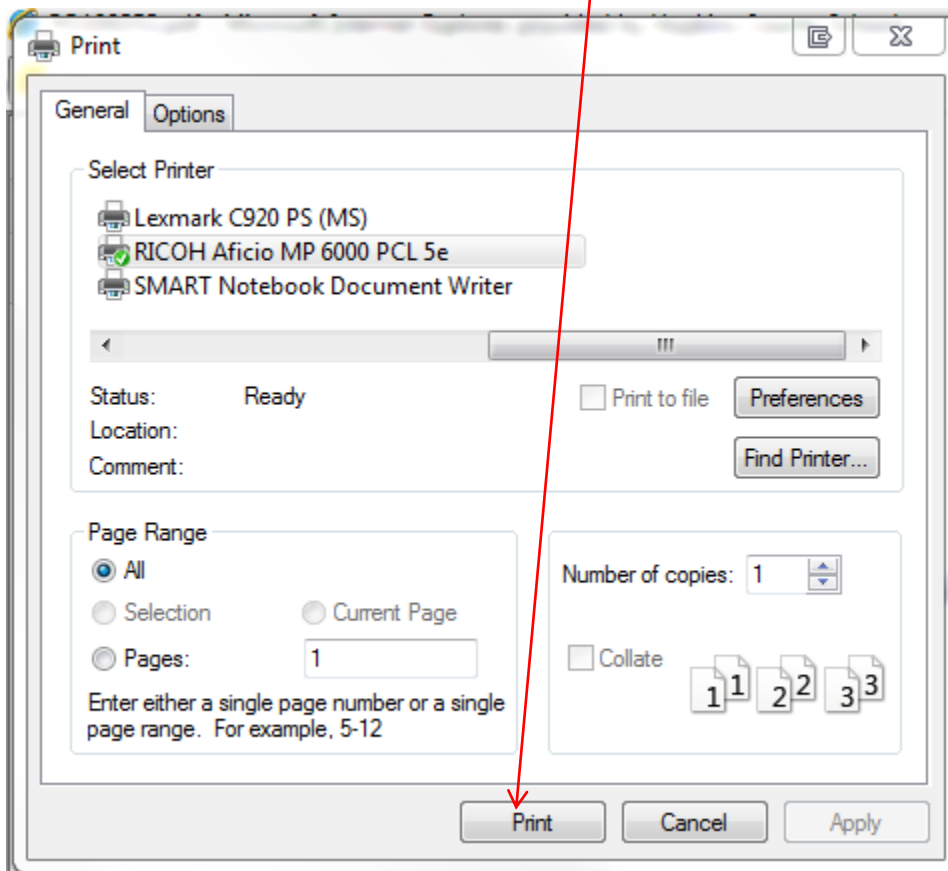 Print
General Options
Select Printer
Lexmark C920 PS (MS)
RICOH Aficio MP 6000 PCL 5e
SMART Notebook Document Writer
Status: Ready
Print to file
Preferences
Location:
Comment:
Find Printer...
Page Range
All
Selection
Current Page
Pages: 1
Enter either a single page number or a single
page range. For example, 5-12
Number of copies: 1
Collate
1 1 2 2 3 3
Print Cancel Apply